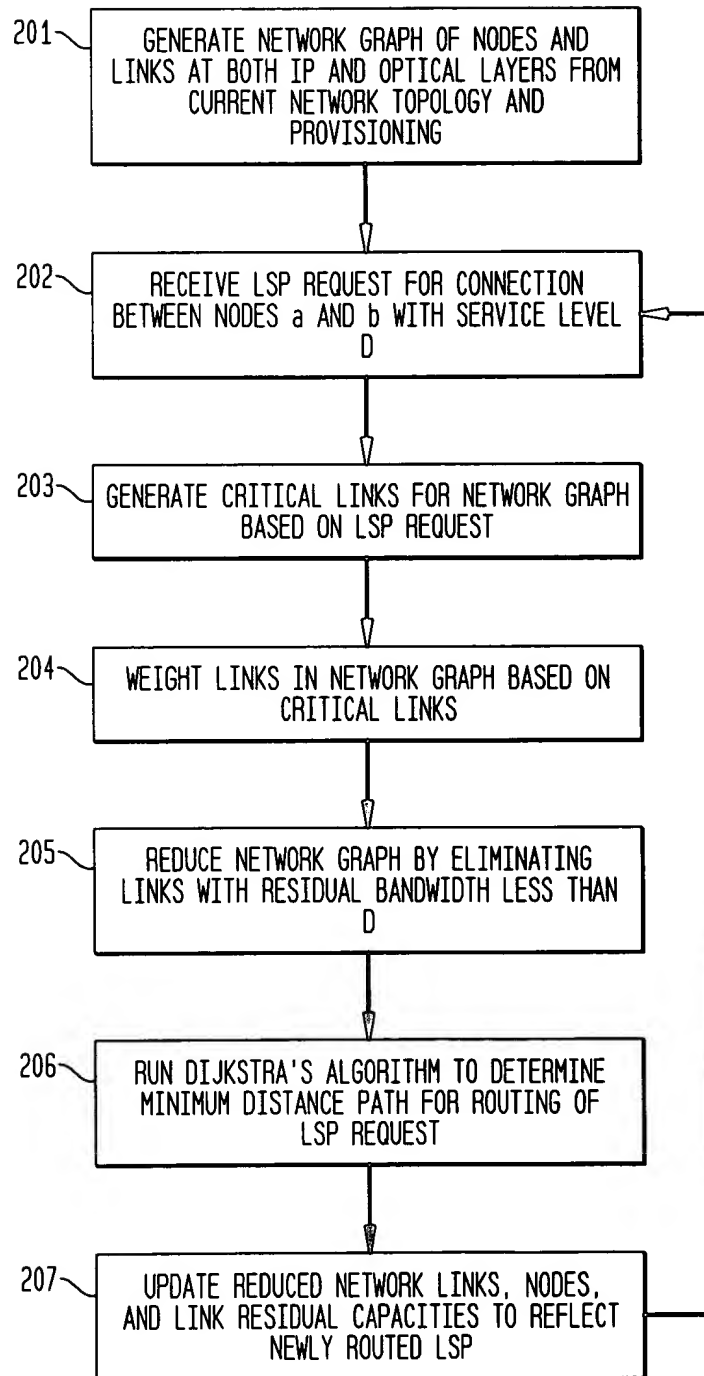 201
GENERATE NETWORK GRAPH OF NODES AND
LINKS AT BOTH IP AND OPTICAL LAYERS FROM
CURRENT NETWORK TOPOLOGY AND
PROVISIONING
202
RECEIVE LSP REQUEST FOR CONNECTION
BETWEEN NODES a AND b WITH SERVICE LEVEL
D
203
GENERATE CRITICAL LINKS FOR NETWORK GRAPH
BASED ON LSP REQUEST
204
WEIGHT LINKS IN NETWORK GRAPH BASED ON
CRITICAL LINKS
205
REDUCE NETWORK GRAPH BY ELIMINATING
LINKS WITH RESIDUAL BANDWIDTH LESS THAN
D
206
RUN DIJKSTRA'S ALGORITHM TO DETERMINE
MINIMUM DISTANCE PATH FOR ROUTING OF
LSP REQUEST
207
UPDATE REDUCED NETWORK LINKS, NODES,
AND LINK RESIDUAL CAPACITIES TO REFLECT
NEWLY ROUTED LSP